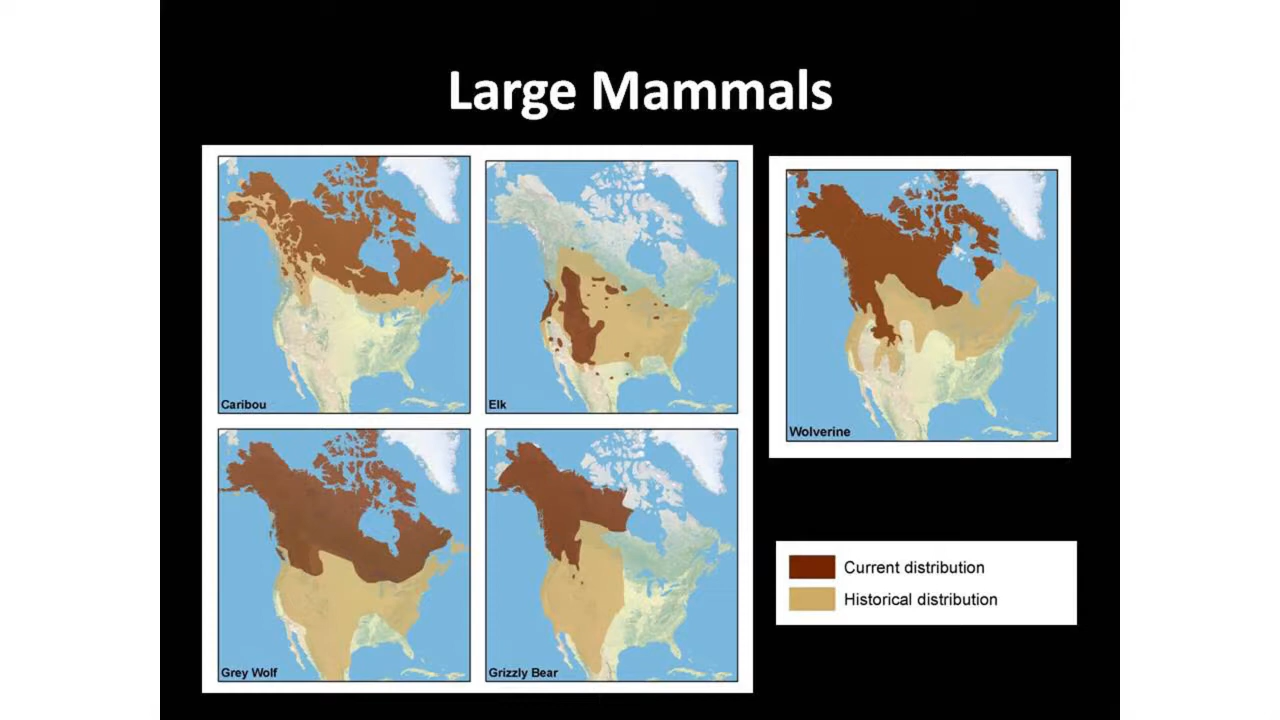 Large Mammals
Caribou
Elk
Wolverine
Grey Wolf
Grizzly Bear
Current distribution
Historical distribution